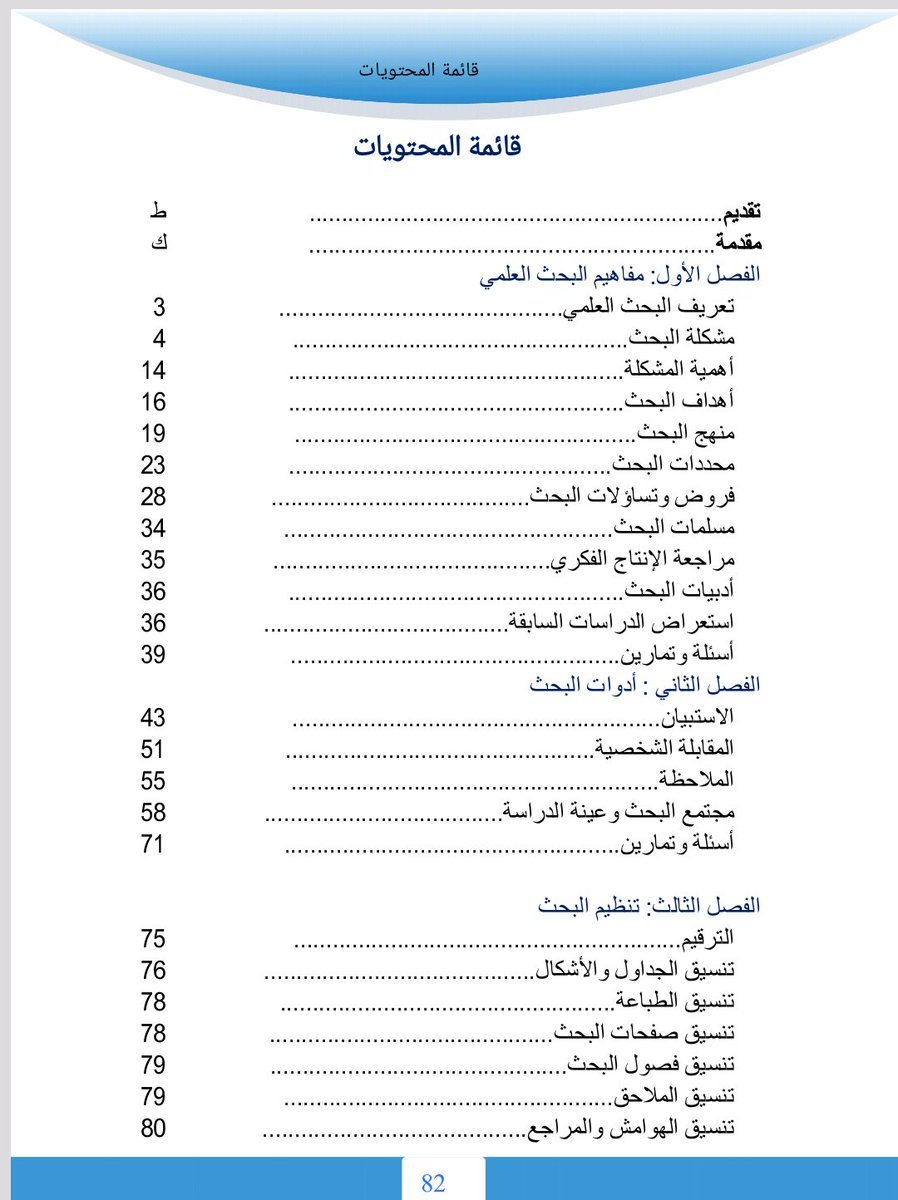 قائمة المحتويات
قائمة المحتويات
تقديم................................................................ ط
مقدمة............................................................... ك
الفصل الأول: مفاهيم البحث العلمي
تعريف البحث العلمي............................................ 3
مشكلة البحث.................................................... 4
أهمية المشكلة.................................................... 14
أهداف البحث.................................................... 16
منهج البحث..................................................... 19
محددات البحث.................................................. 23
فروض وتساؤلات البحث........................................ 28
مسلمات البحث................................................... 34
مراجعة الإنتاج الفكري........................................... 35
أدبيات البحث.................................................... 36
استعراض الدراسات السابقة...................................... 36
أسئلة وتمارين................................................... 39
الفصل الثاني : أدوات البحث
الاستبيان......................................................... 43
المقابلة الشخصية................................................ 51
الملاحظة......................................................... 55
مجتمع البحث وعينة الدراسة..................................... 58
أسئلة وتمارين.................................................... 71
الفصل الثالث: تنظيم البحث
الترقيم............................................................ 75
تنسيق الجداول والأشكال.......................................... 76
تنسيق الطباعة.................................................... 78
تنسيق صفحات البحث............................................ 78
تنسيق فصول البحث.............................................. 79
تنسيق الملاحق................................................... 79
تنسيق الهوامش والمراجع......................................... 80
82